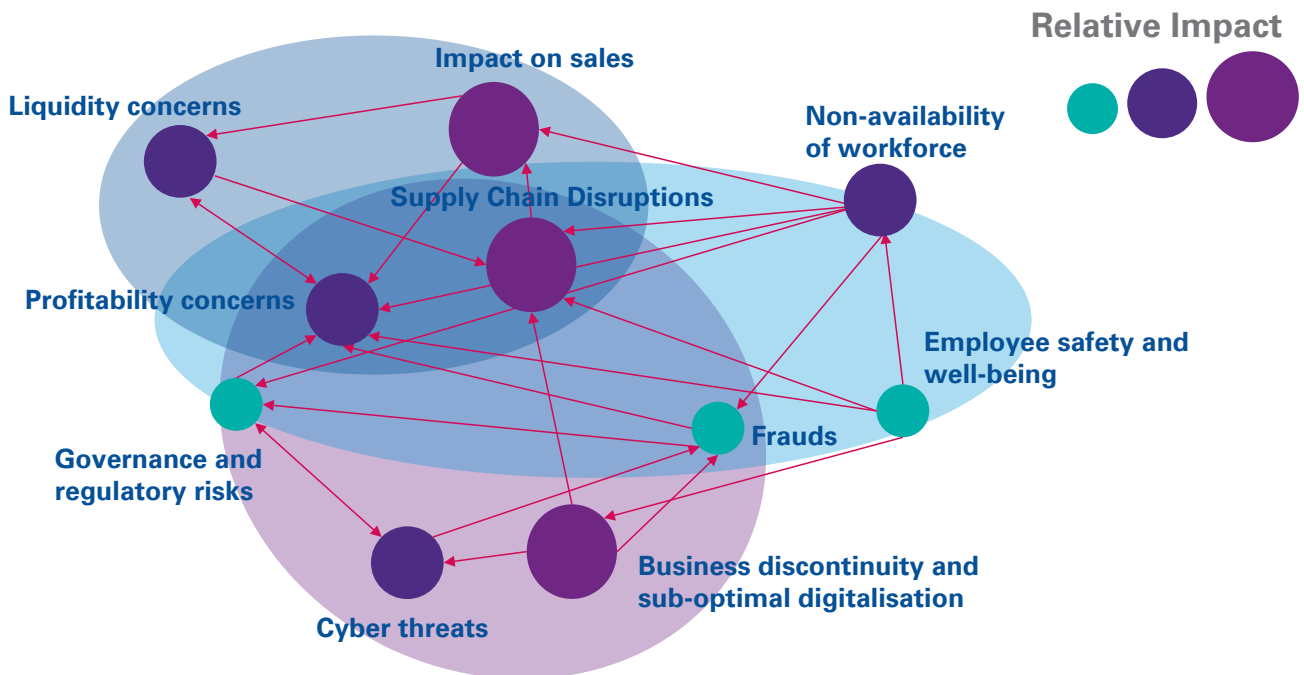 Relative Impact
Impact on sales
Liquidity concerns
Non-availability
of workforce
Supply Chain Disruptions
Profitability concerns
Employee safety and
well-being
Frauds
Governance and
regulatory risks
Business discontinuity and
sub-optimal digitalisation
Cyber threats